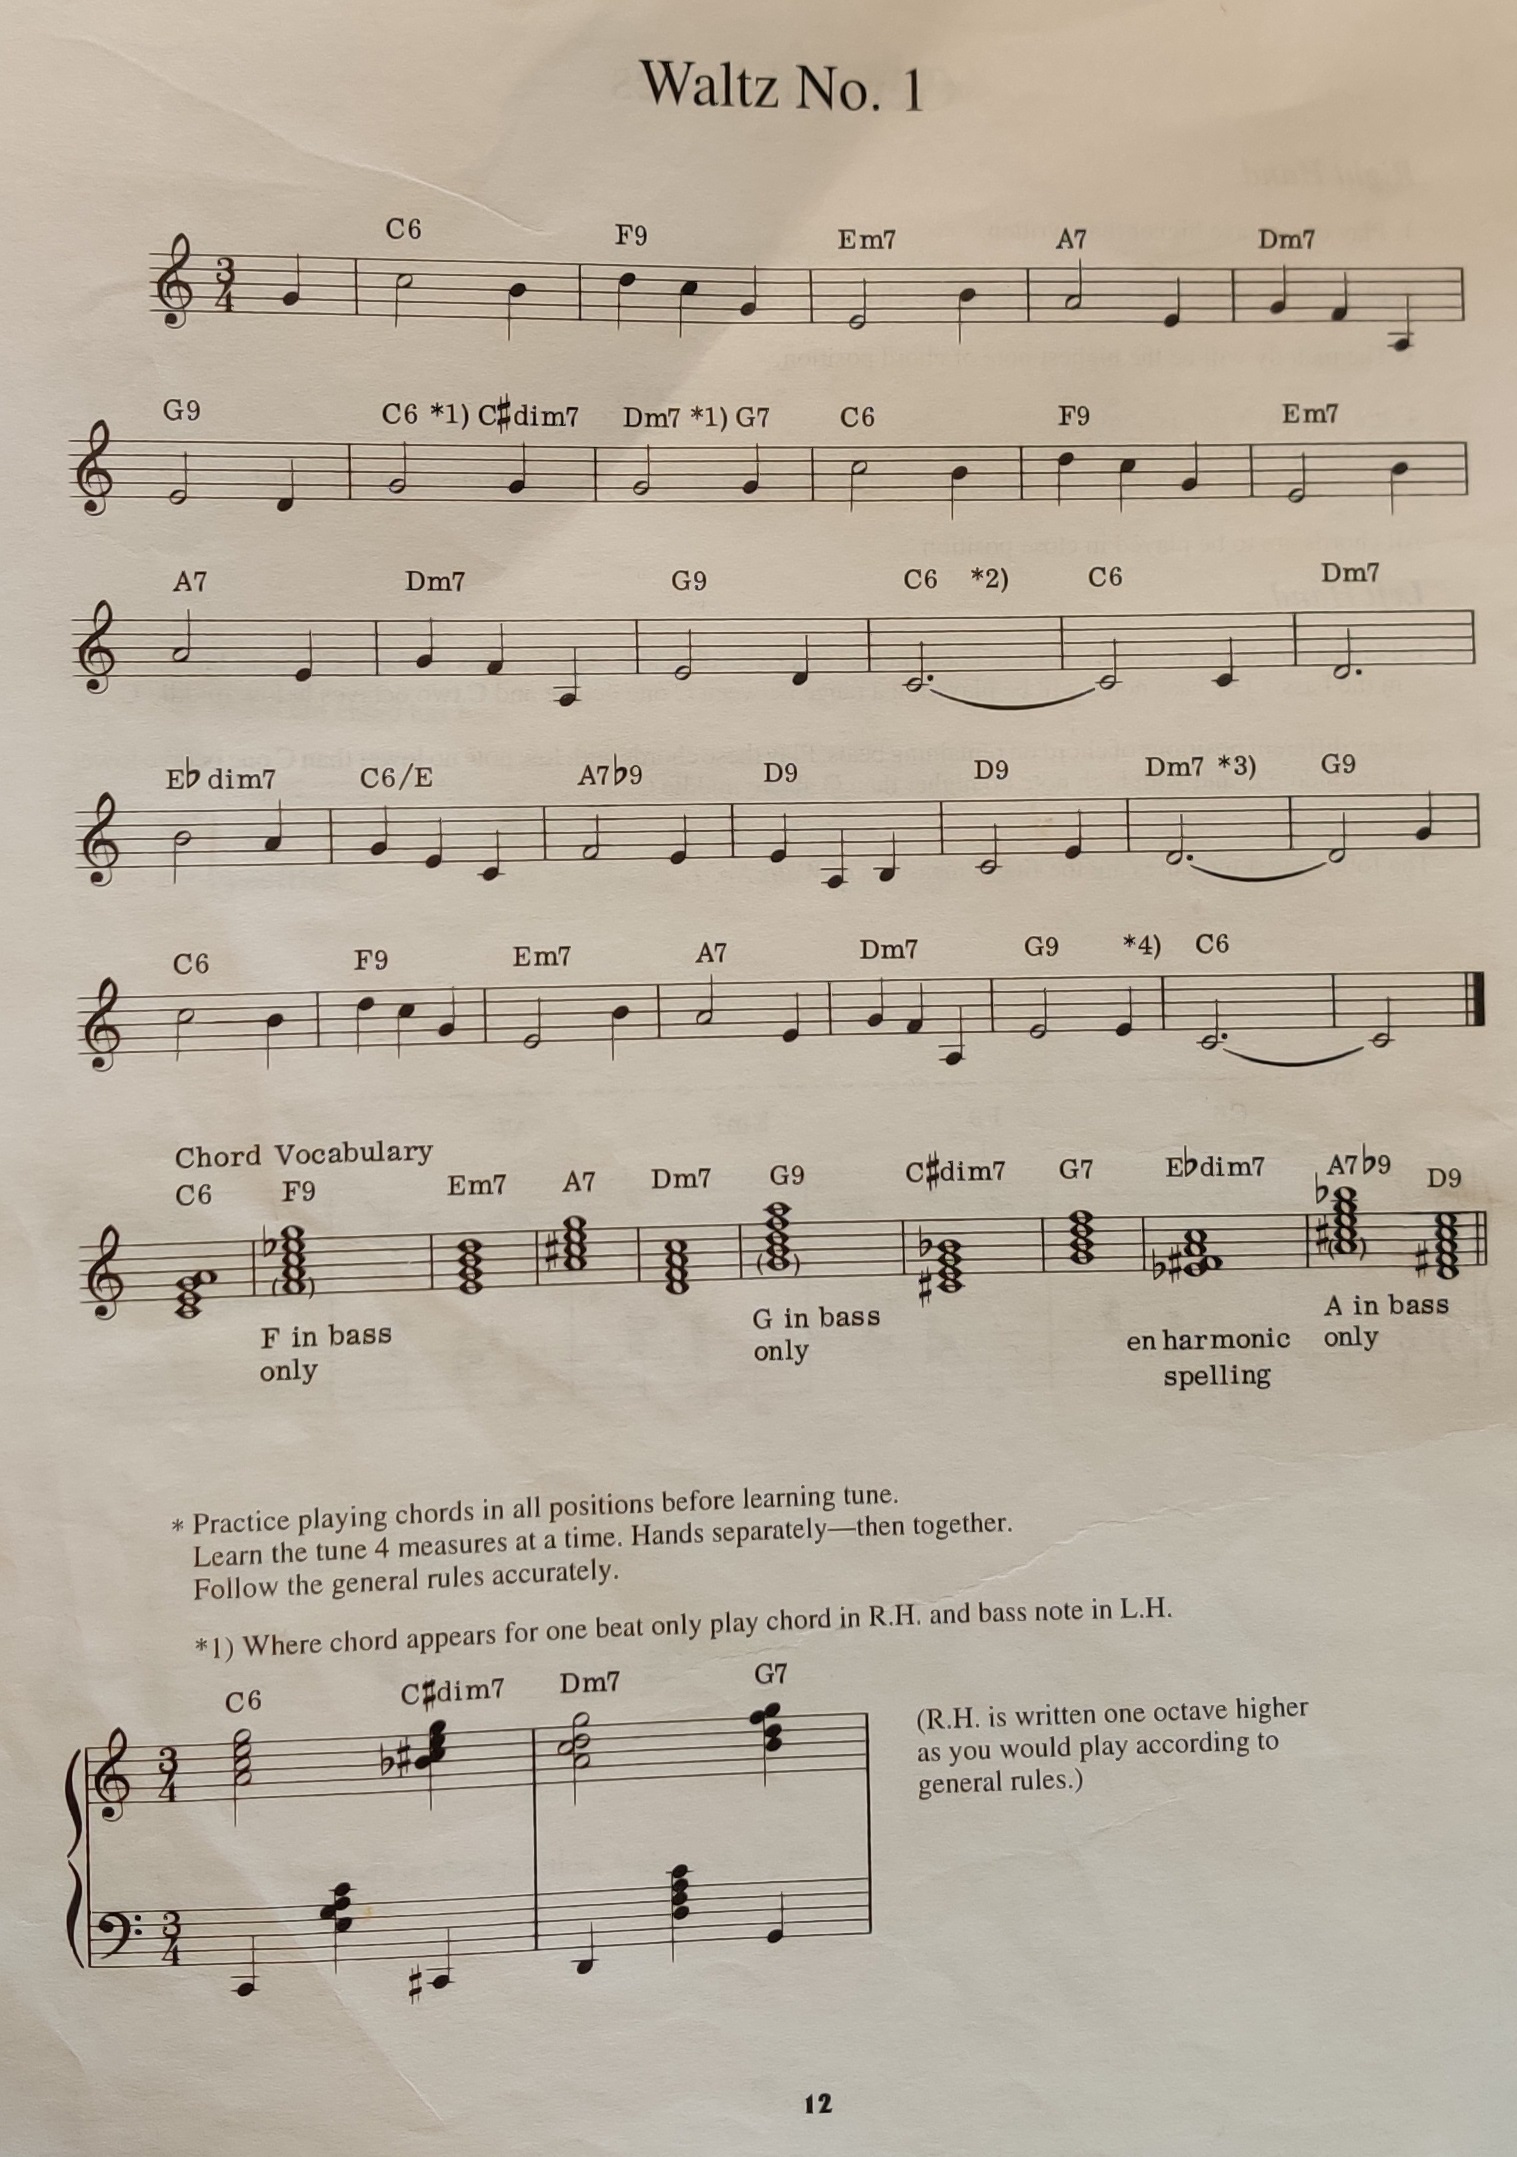 Waltz No. 1
3
4
C6 F9 Em7 A7 Dm7
G9 C6 *1) C♯dim7 Dm7 *1) G7 C6 F9 Em7
A7 Dm7 G9 C6 *2) C6 Dm7
E♭dim7 C6/E A7♭9 D9 D9 Dm7 *3) G9
C6 F9 Em7 A7 Dm7 G9 *4) C6
Chord Vocabulary
C6 F9 Em7 A7 Dm7 G9 C♯dim7 G7 E♭dim7 A7♭9 D9
F in bass only
G in bass only
enharmonic spelling
A in bass only
* Practice playing chords in all positions before learning tune.
Learn the tune 4 measures at a time. Hands separately—then together.
Follow the general rules accurately.
*1) Where chord appears for one beat only play chord in R.H. and bass note in L.H.
C6 C♯dim7 Dm7 G7
3
4
3
4
(R.H. is written one octave higher
as you would play according to
general rules.)
12